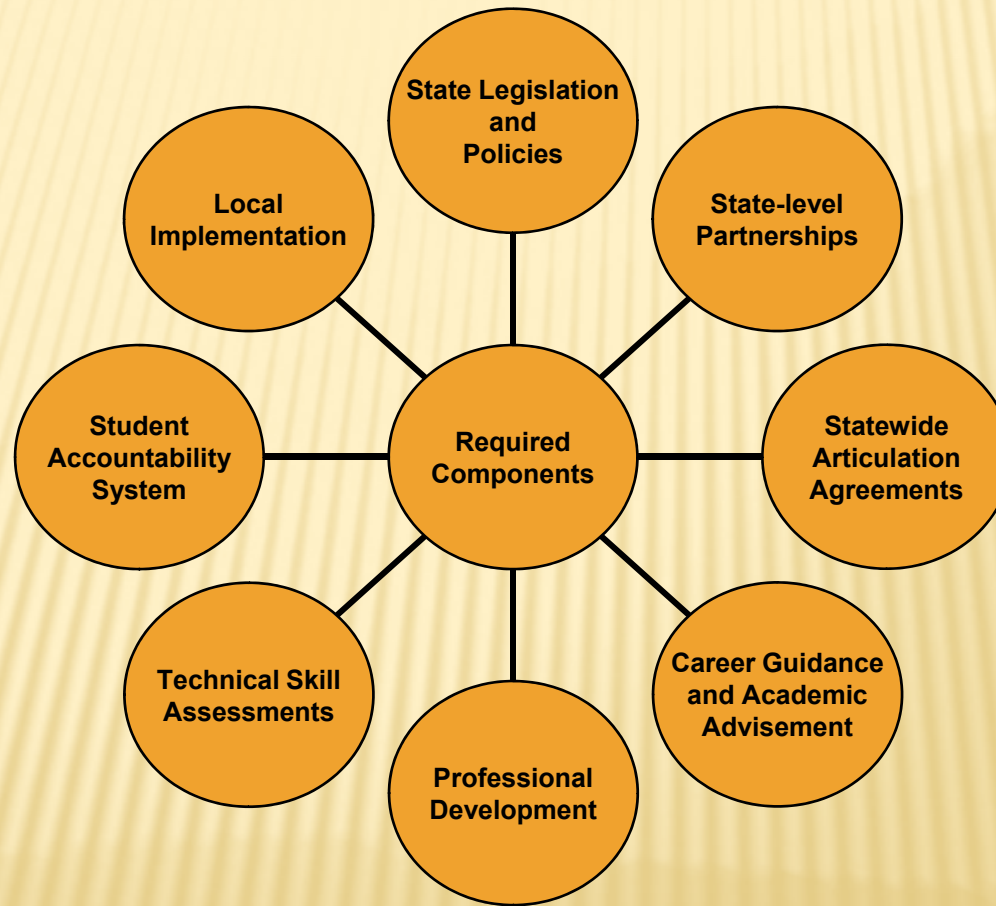 State Legislation
and
Policies
Local
Implementation
State-level
Partnerships
Student
Accountability
System
Required
Components
Statewide
Articulation
Agreements
Technical Skill
Assessments
Career Guidance
and Academic
Advisement
Professional
Development